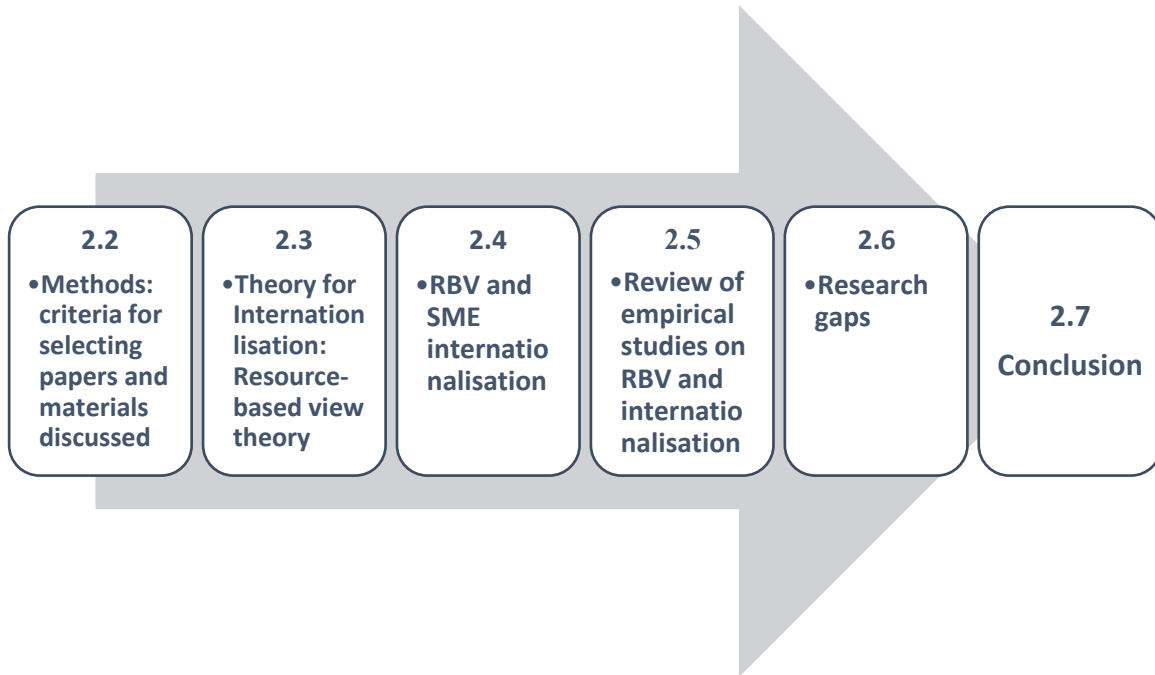 2.2
•Methods:
criteria for
selecting
papers and
materials
discussed
2.3
•Theory for
Internation
lisation:
Resource-
based view
theory
2.4
•RBV and
SME
internatio
nalisation
2.5
•Review of
empirical
studies on
RBV and
internatio
nalisation
2.6
•Research
gaps
2.7
Conclusion